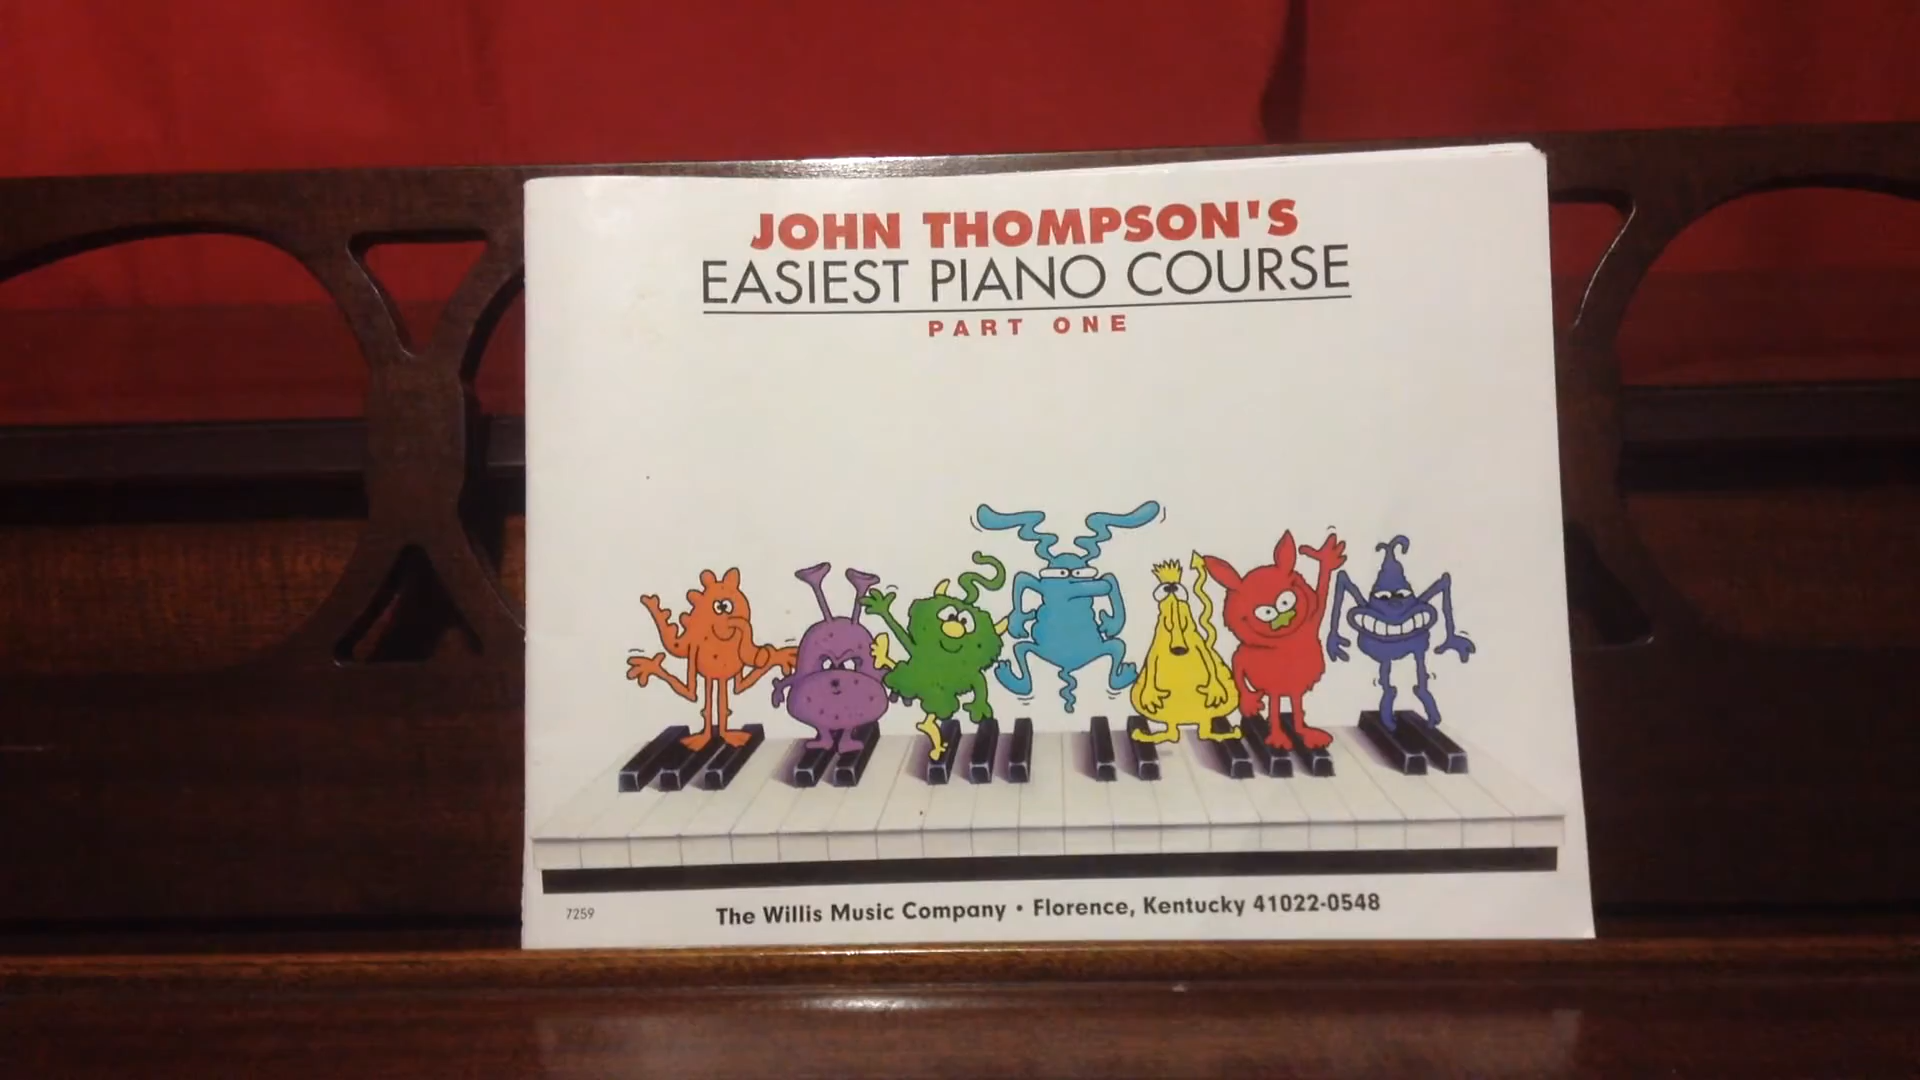 JOHN THOMPSON'S
EASIEST PIANO COURSE
PART ONE
7259
The Willis Music Company • Florence, Kentucky 41022-0548